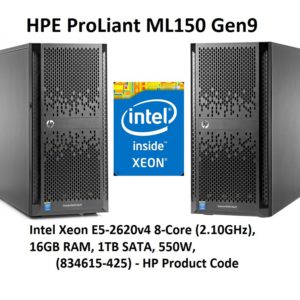 HPE ProLiant ML150 Gen9
intel
inside™
XEON®
Intel Xeon E5-2620v4 8-Core (2.10GHz),
16GB RAM, 1TB SATA, 550W,
(834615-425) - HP Product Code